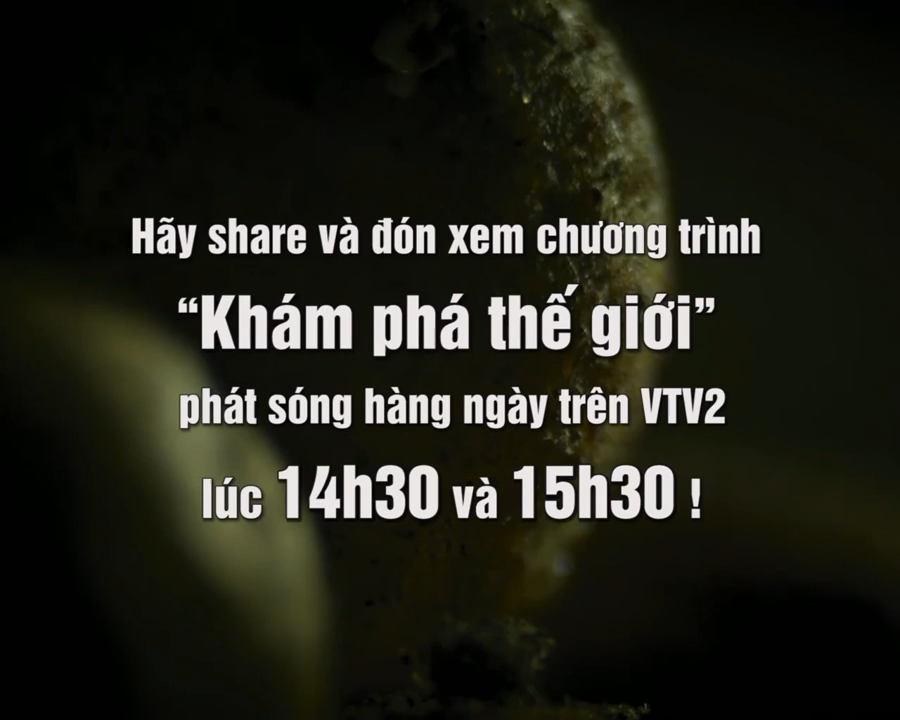 Hãy share và đón xem chương trình
“Khám phá thế giới”
phát sóng hàng ngày trên VTV2
lúc 14h30 và 15h30 !